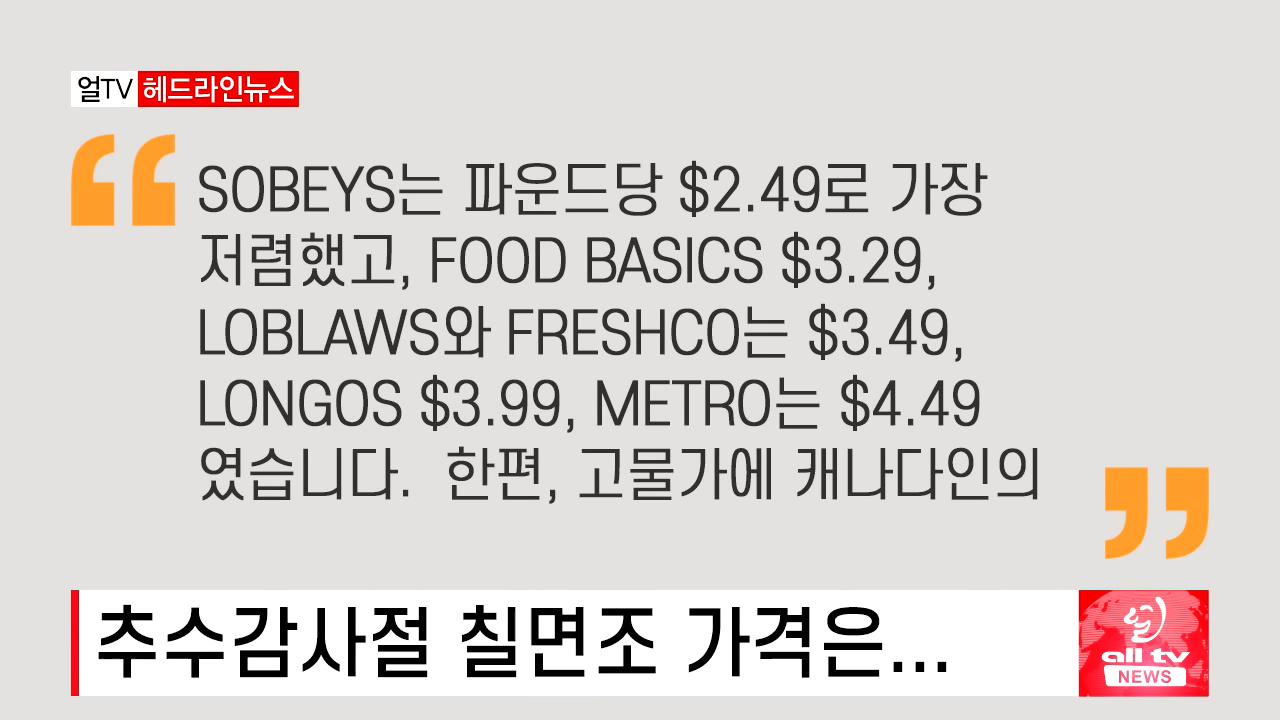 얼TV 헤드라인뉴스
SOBEYS는 파운드당 $2.49로 가장
저렴했고, FOOD BASICS $3.29,
LOBLAWS와 FRESHCO는 $3.49,
LONGOS $3.99, METRO는 $4.49
였습니다. 한편, 고물가에 캐나다인의
추수감사절 칠면조 가격은...
얼
all tv
NEWS